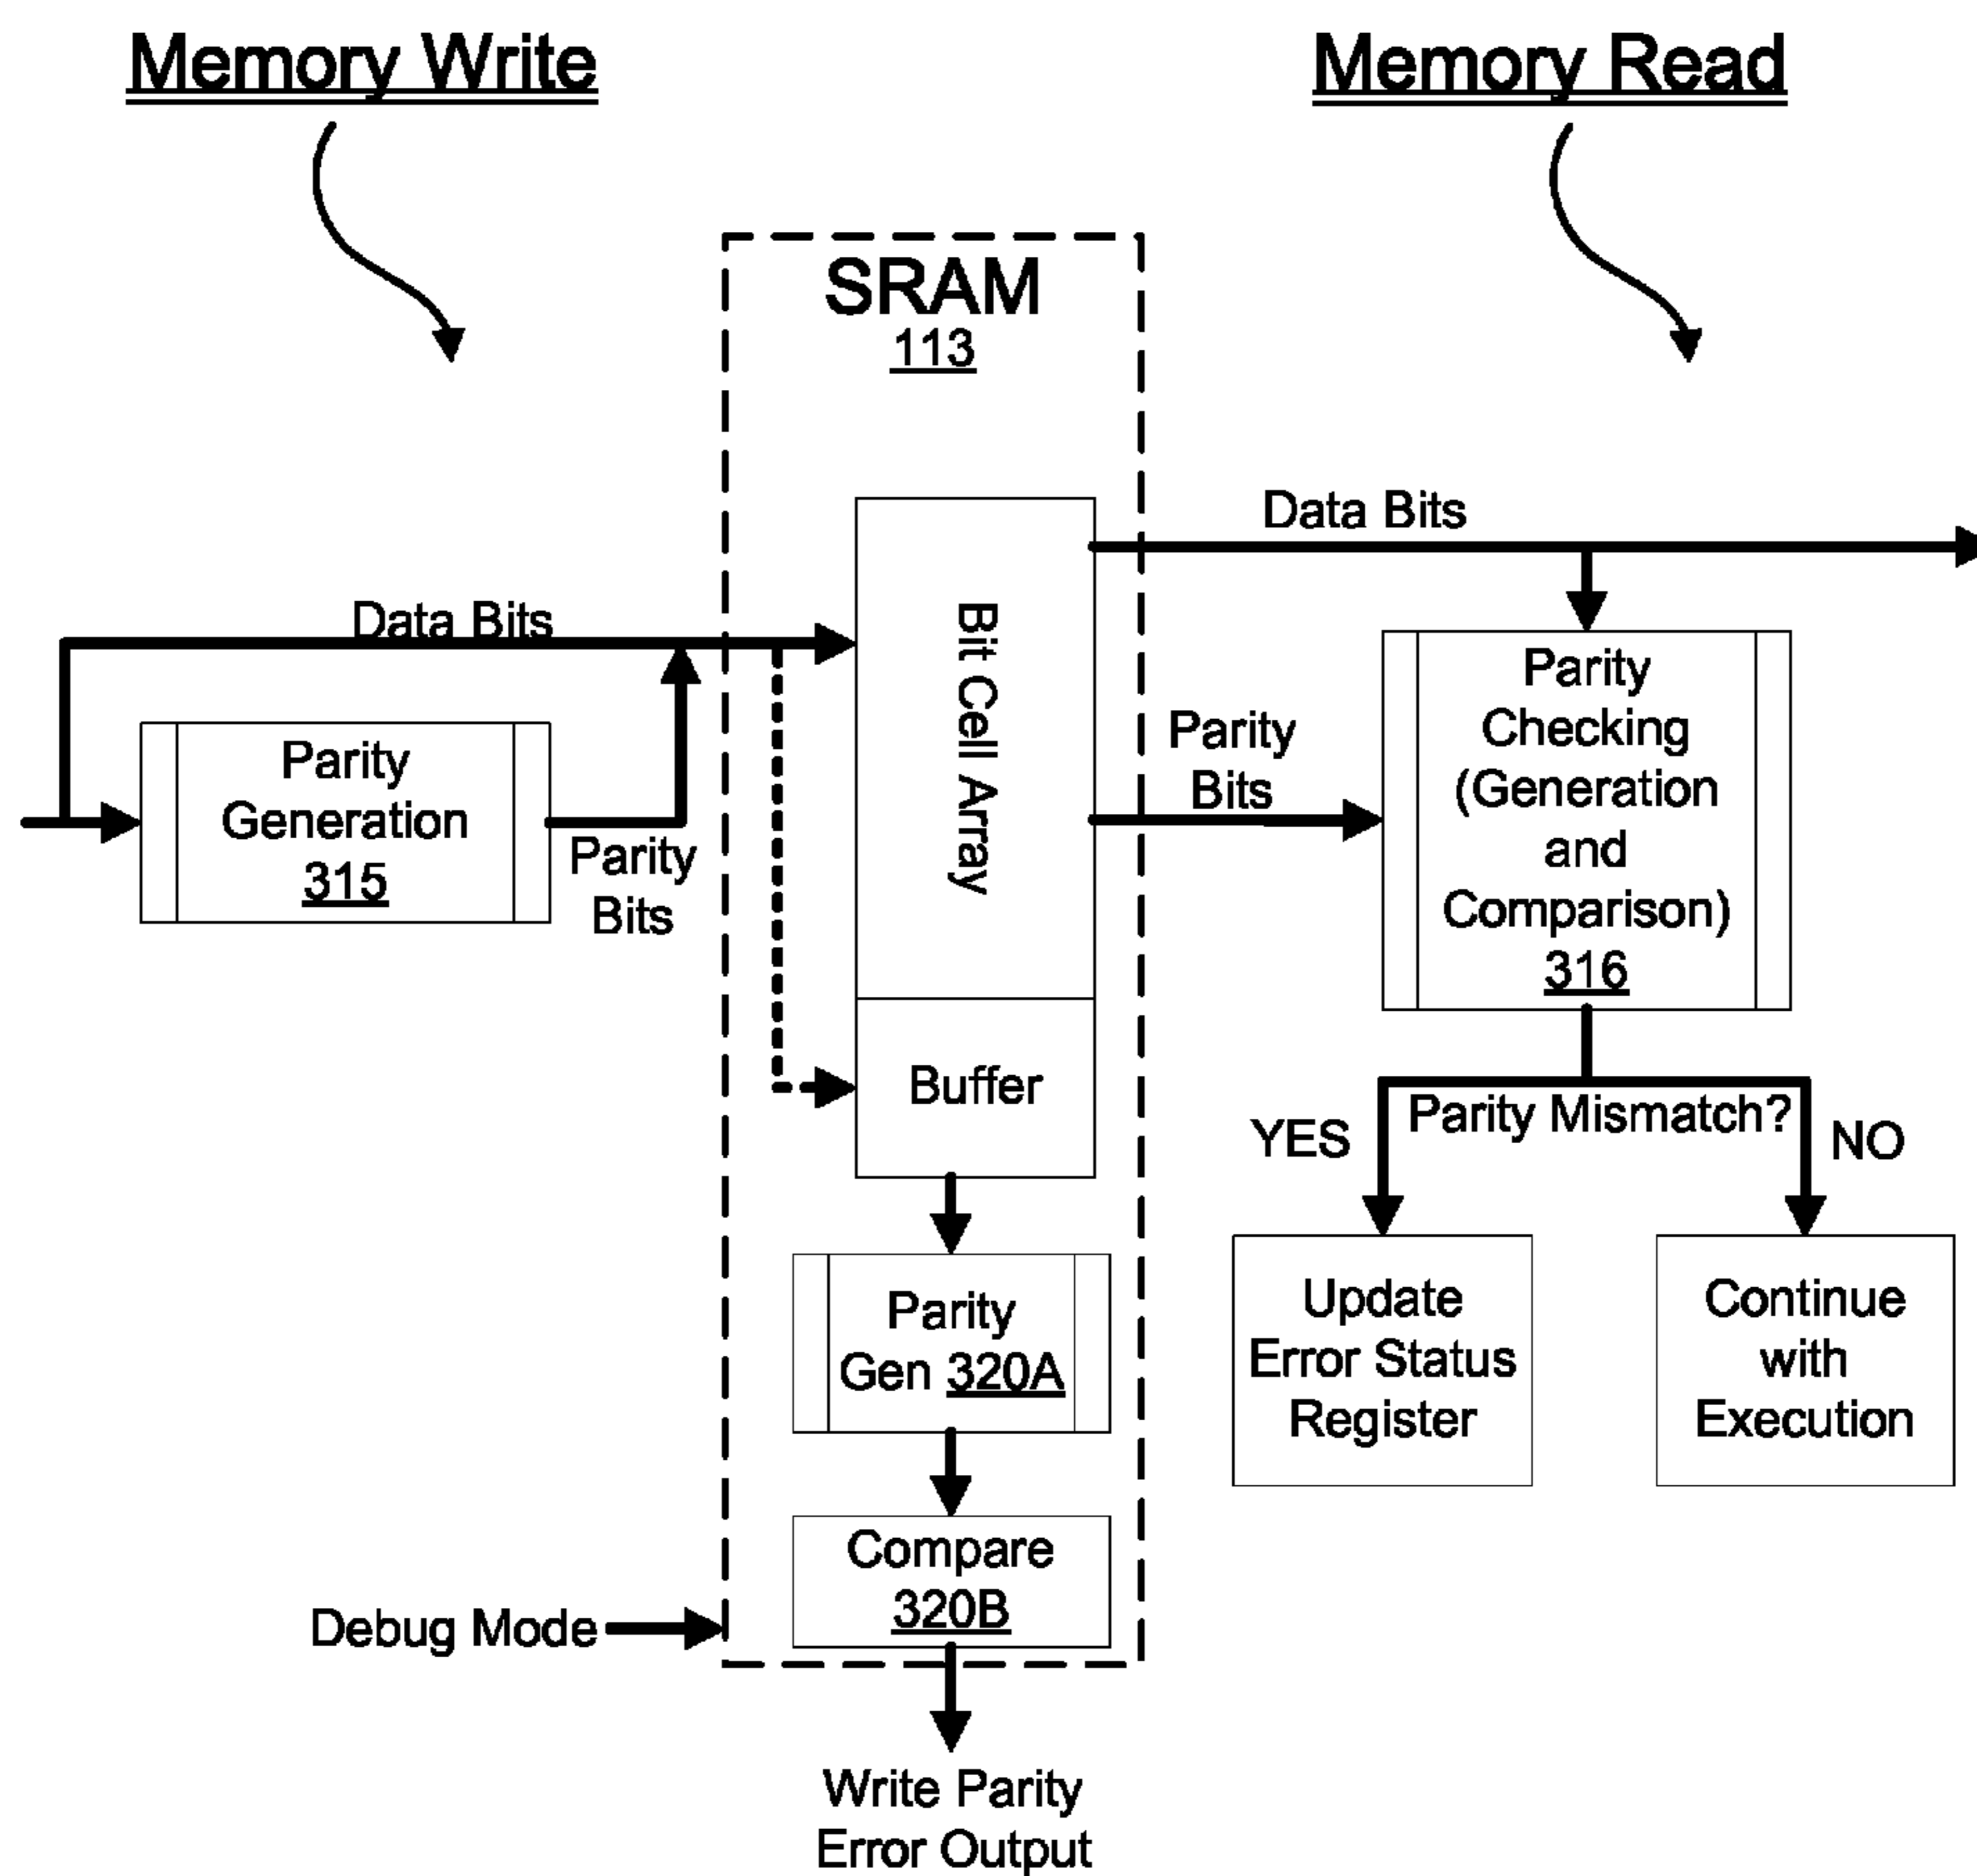 Memory Write
Memory Read
SRAM
113
Data Bits
Data Bits
Parity
Generation
315
Parity
Bits
Bit Cell Array
Buffer
Parity
Bits
Parity
Checking
(Generation
and
Comparison)
316
Parity Mismatch?
YES
NO
Update
Error Status
Register
Continue
with
Execution
Parity
Gen 320A
Compare
320B
Debug Mode
Write Parity
Error Output